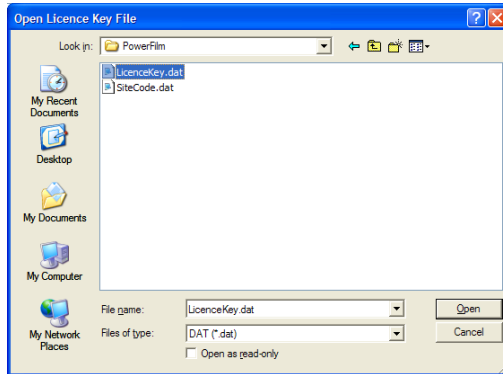 Open Licence Key File
Look in: PowerFilm
LicenceKey.dat
SiteCode.dat
My Recent
Documents
Desktop
My Documents
My Computer
My Network
Places
File name: LicenceKey.dat Open
Files of type: DAT (*.dat) Cancel
Open as read-only